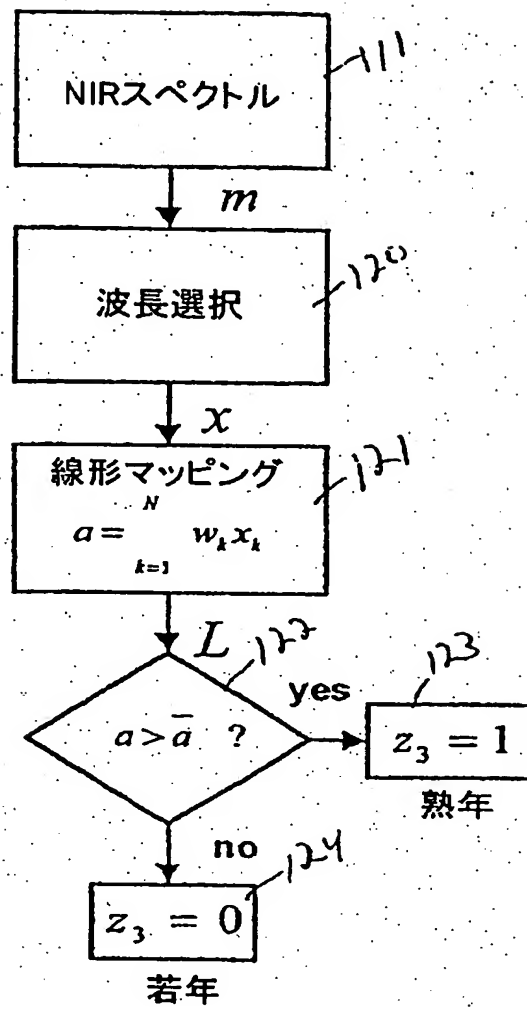 NIRスペクトル
111
m
波長選択
120
x
線形マッピング
N
a = w_k x_k
k=1
121
L
122
a > a̅ ?
yes
123
z_3 = 1
熟年
no
124
z_3 = 0
若年